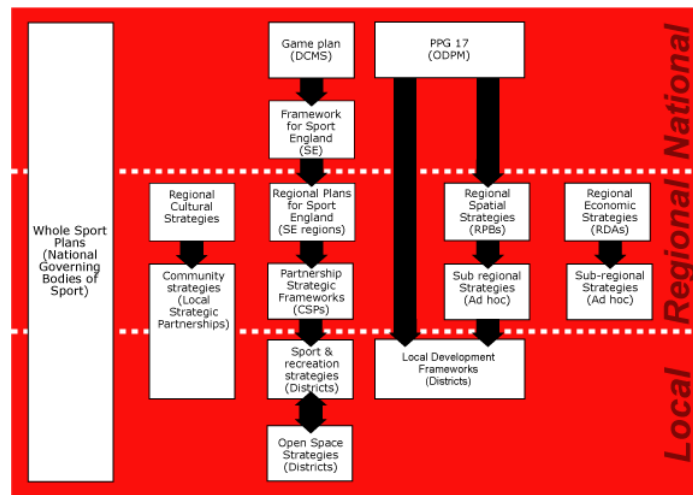 Game plan
(DCMS)
PPG 17
(ODPM)
National
Framework
for Sport
England
(SE)
Whole Sport
Plans
(National
Governing
Bodies of
Sport)
Regional
Cultural
Strategies
Regional Plans
for Sport
England
(SE regions)
Regional
Spatial
Strategies
(RPBs)
Regional
Economic
Strategies
(RDAs)
Regional
Community
strategies
(Local
Strategic
Partnerships)
Partnership
Strategic
Frameworks
(CSPs)
Sub regional
Strategies
(Ad hoc)
Sub-regional
Strategies
(Ad hoc)
Sport &
recreation
strategies
(Districts)
Local Development
Frameworks
(Districts)
Local
Open Space
Strategies
(Districts)